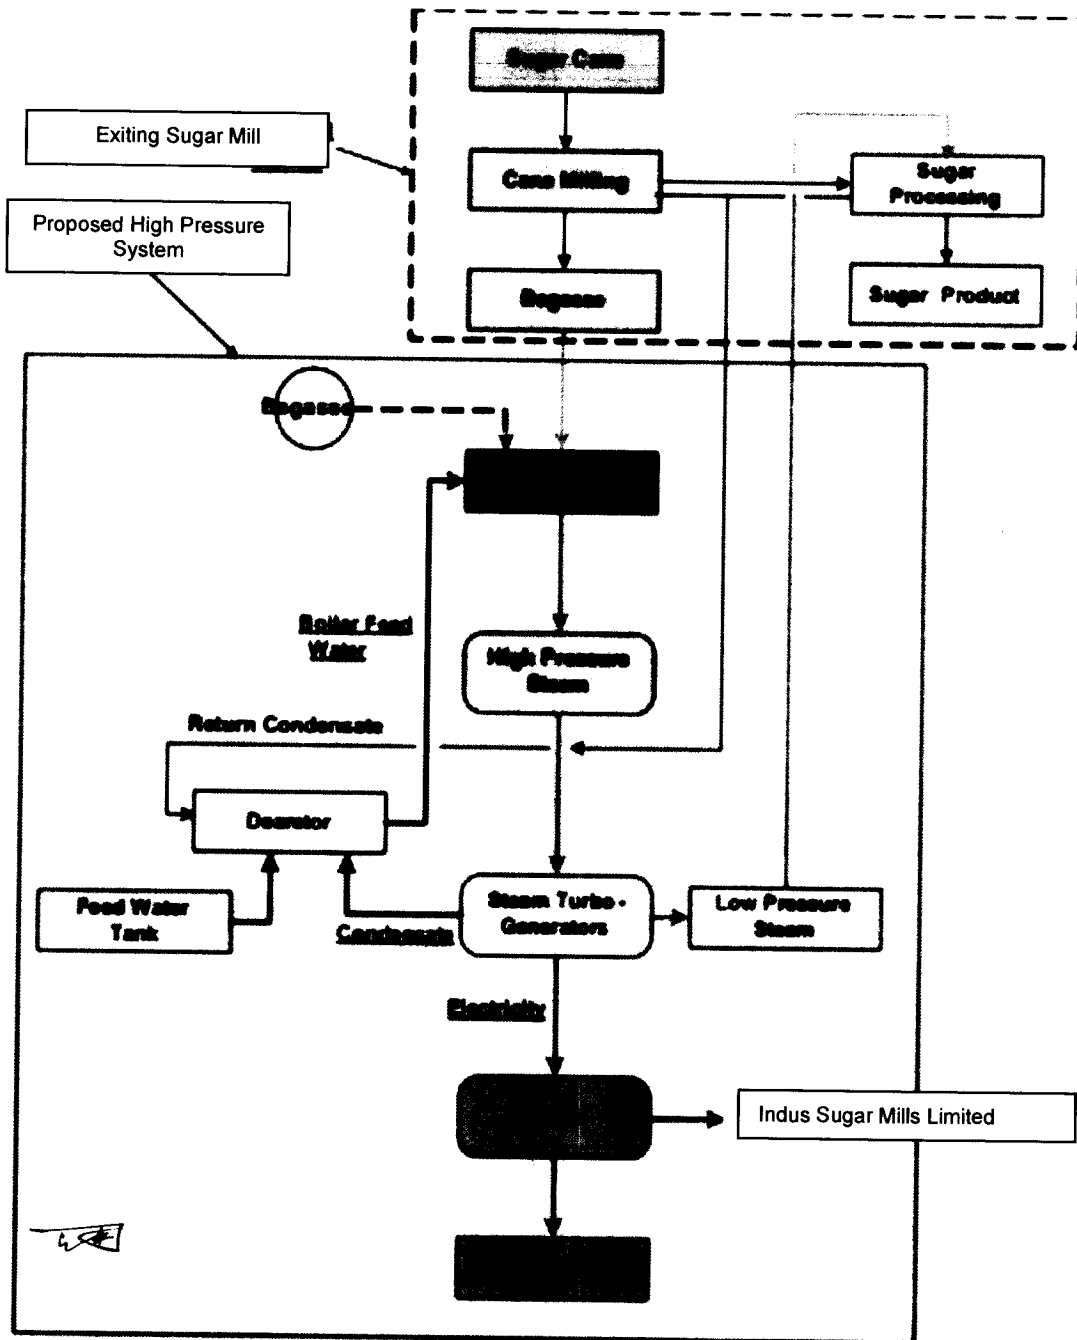 Sugar Cane
Exiting Sugar Mill
Cane Milling
Sugar
Processing
Proposed High Pressure
System
Bagasse
Sugar Product
Bagasse
Boiler Feed
Water
High Pressure
Steam
Return Condensate
Dearetor
Feed Water
Tank
Condensate
Steam Turbo -
Generators
Low Pressure
Steam
Electricity
Indus Sugar Mills Limited